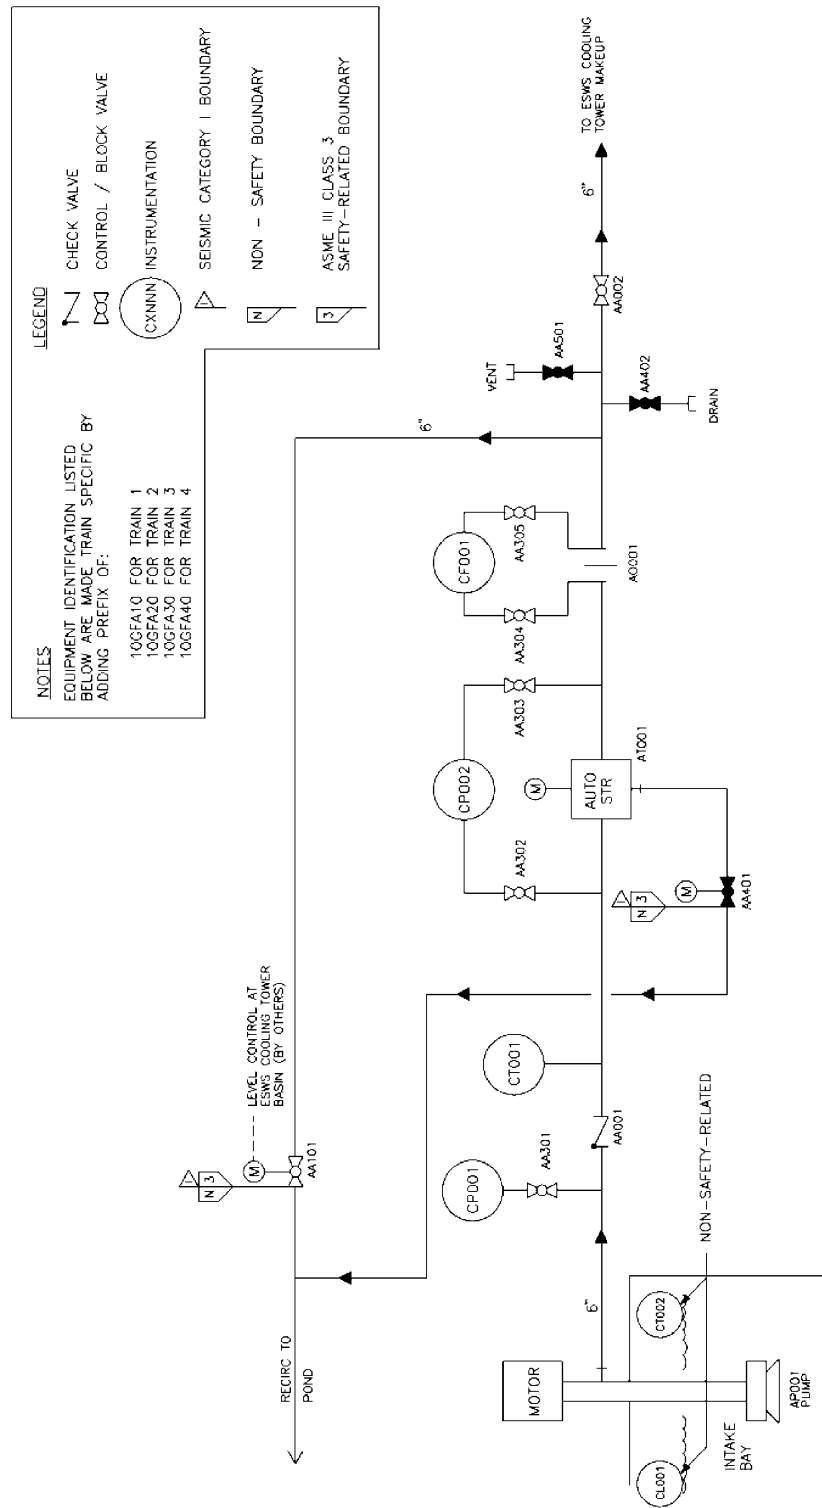 NOTES
EQUIPMENT IDENTIFICATION LISTED
BELOW ARE MADE TRAIN SPECIFIC BY
ADDING PREFIX OF:
10GFA10 FOR TRAIN 1
10GFA20 FOR TRAIN 2
10GFA30 FOR TRAIN 3
10GFA40 FOR TRAIN 4
LEGEND
CHECK VALVE
CONTROL / BLOCK VALVE
CXNNN
INSTRUMENTATION
1
SEISMIC CATEGORY I BOUNDARY
N
NON - SAFETY BOUNDARY
3
ASME III CLASS 3
SAFETY-RELATED BOUNDARY
RECIRC TO
POND
1
N 3
M
LEVEL CONTROL AT
ESWS COOLING TOWER
BASIN (BY OTHERS)
AA101
6"
MOTOR
6"
CP001
AA301
AA001
CT001
CP002
AA302
AA303
M
AUTO
STR
AT001
1
N 3
M
AA401
CF001
AA304
AA305
AO001
VENT
AA501
AA402
DRAIN
AA002
6"
TO ESWS COOLING
TOWER MAKEUP
CL001
CT002
NON-SAFETY-RELATED
INTAKE
BAY
AP001
PUMP